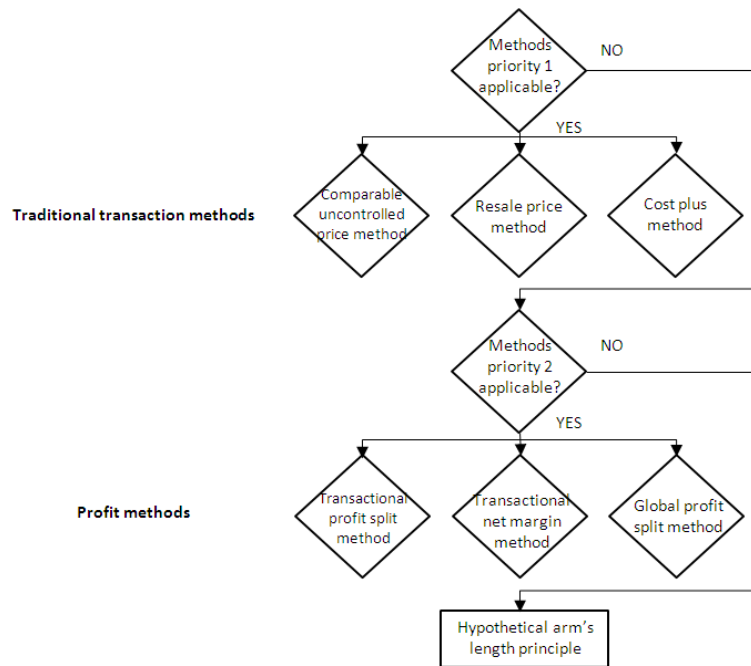 Methods
priority 1
applicable?
NO
YES
Traditional transaction methods
Comparable
uncontrolled
price method
Resale price
method
Cost plus
method
Methods
priority 2
applicable?
NO
YES
Profit methods
Transactional
profit split
method
Transactional
net margin
method
Global profit
split method
Hypothetical arm's
length principle